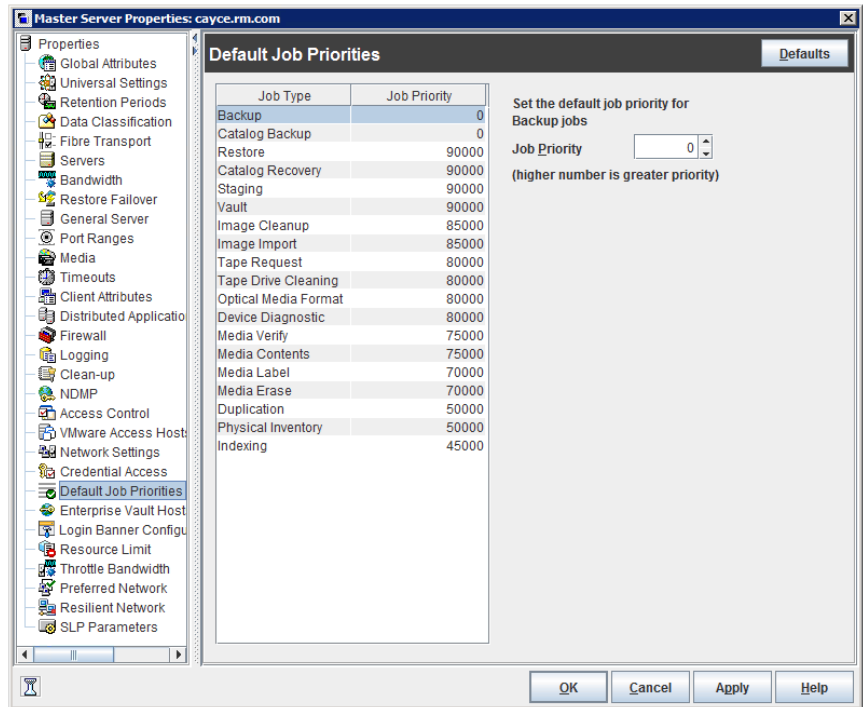 Master Server Properties: cayce.rm.com
Properties
Global Attributes
Universal Settings
Retention Periods
Data Classification
Fibre Transport
Servers
Bandwidth
Restore Failover
General Server
Port Ranges
Media
Timeouts
Client Attributes
Distributed Applicatio
Firewall
Logging
Clean-up
NDMP
Access Control
VMware Access Hosts
Network Settings
Credential Access
Default Job Priorities
Enterprise Vault Host
Login Banner Configu
Resource Limit
Throttle Bandwidth
Preferred Network
Resilient Network
SLP Parameters
Default Job Priorities
Defaults
Job Type Job Priority
Backup 0
Catalog Backup 0
Restore 90000
Catalog Recovery 90000
Staging 90000
Vault 90000
Image Cleanup 85000
Image Import 85000
Tape Request 80000
Tape Drive Cleaning 80000
Optical Media Format 80000
Device Diagnostic 80000
Media Verify 75000
Media Contents 75000
Media Label 70000
Media Erase 70000
Duplication 50000
Physical Inventory 50000
Indexing 45000
Set the default job priority for
Backup jobs
Job Priority 0
(higher number is greater priority)
OK Cancel Apply Help